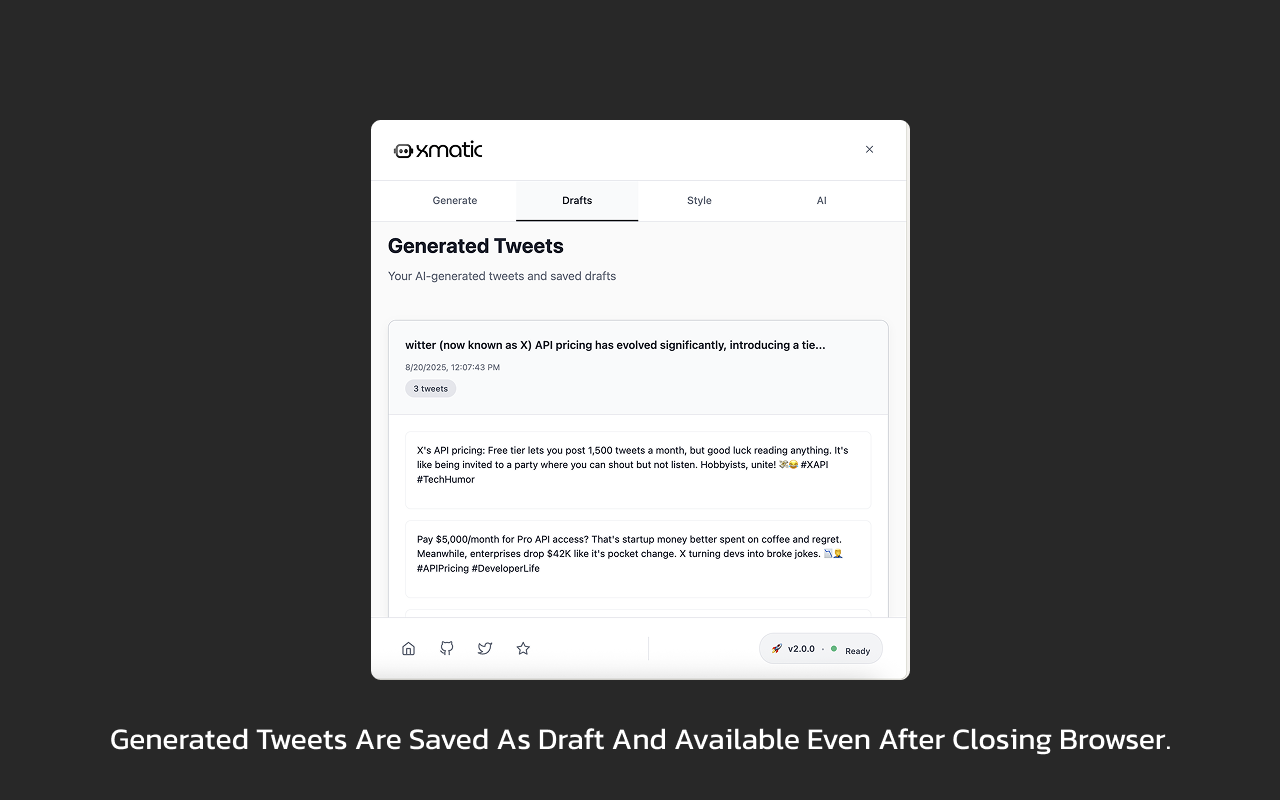 xmatic
Generate Drafts Style AI
Generated Tweets
Your AI-generated tweets and saved drafts
witter (now known as X) API pricing has evolved significantly, introducing a tie...
8/20/2025, 12:07:43 PM
3 tweets
X's API pricing: Free tier lets you post 1,500 tweets a month, but good luck reading anything. It's
like being invited to a party where you can shout but not listen. Hobbyists, unite! 💸😂 #XAPI
#TechHumor
Pay $5,000/month for Pro API access? That's startup money better spent on coffee and regret.
Meanwhile, enterprises drop $42K like it's pocket change. X turning devs into broke jokes. 📉🤦‍♂️
#APIPricing #DeveloperLife
🚀 v2.0.0 · Ready
Generated Tweets Are Saved As Draft And Available Even After Closing Browser.